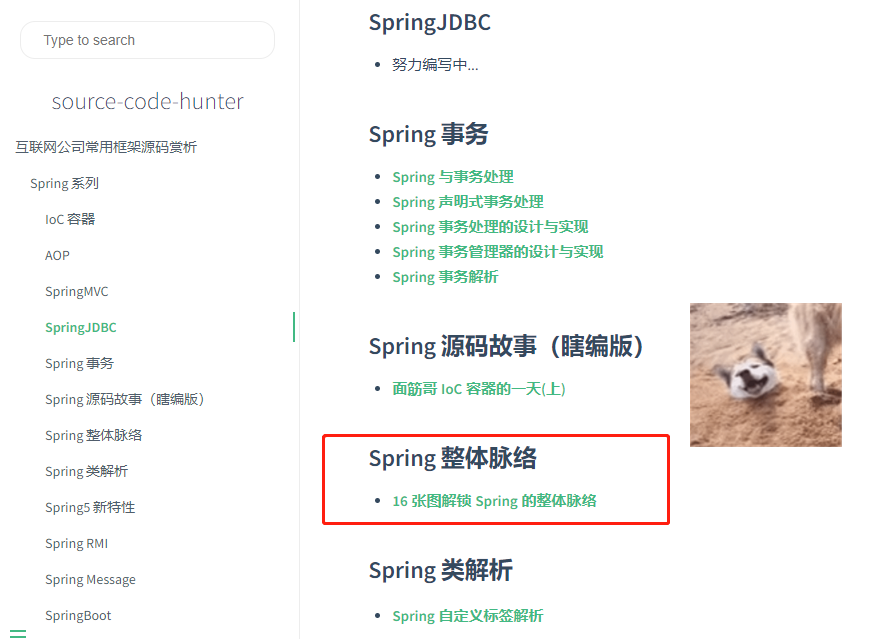 Type to search
source-code-hunter
互联网公司常用框架源码赏析
Spring 系列
IoC 容器
AOP
SpringMVC
SpringJDBC
Spring 事务
Spring 源码故事（瞎编版）
Spring 整体脉络
Spring 类解析
Spring5 新特性
Spring RMI
Spring Message
SpringBoot
SpringJDBC
努力编写中...
Spring 事务
Spring 与事务处理
Spring 声明式事务处理
Spring 事务处理的设计与实现
Spring 事务管理器的设计与实现
Spring 事务解析
Spring 源码故事（瞎编版）
面筋哥 IoC 容器的一天(上)
Spring 整体脉络
16 张图解锁 Spring 的整体脉络
Spring 类解析
Spring 自定义标签解析